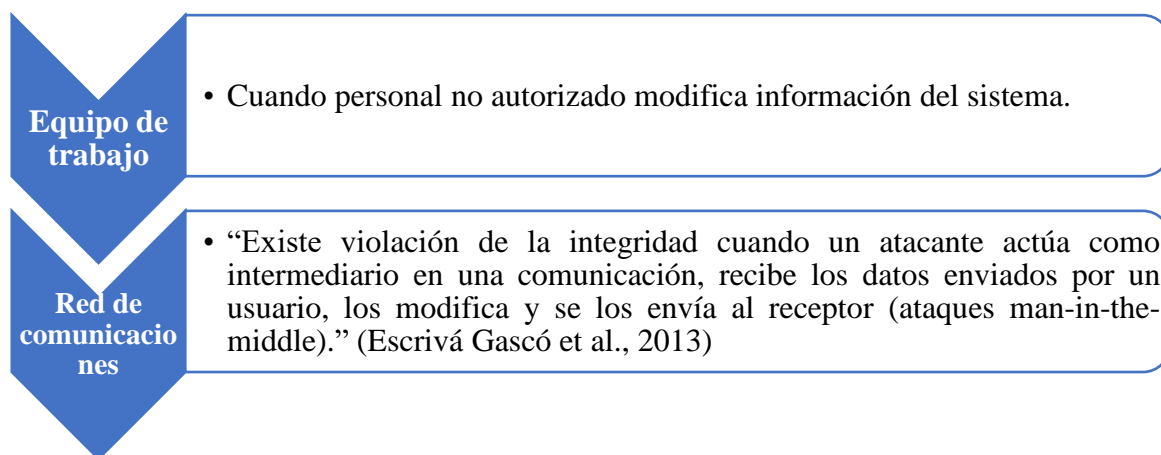 Equipo de
trabajo
• Cuando personal no autorizado modifica información del sistema.
Red de
comunicacio
nes
• “Existe violación de la integridad cuando un atacante actúa como
intermediario en una comunicación, recibe los datos enviados por un
usuario, los modifica y se los envía al receptor (ataques man-in-the-
middle).” (Escrivá Gascó et al., 2013)